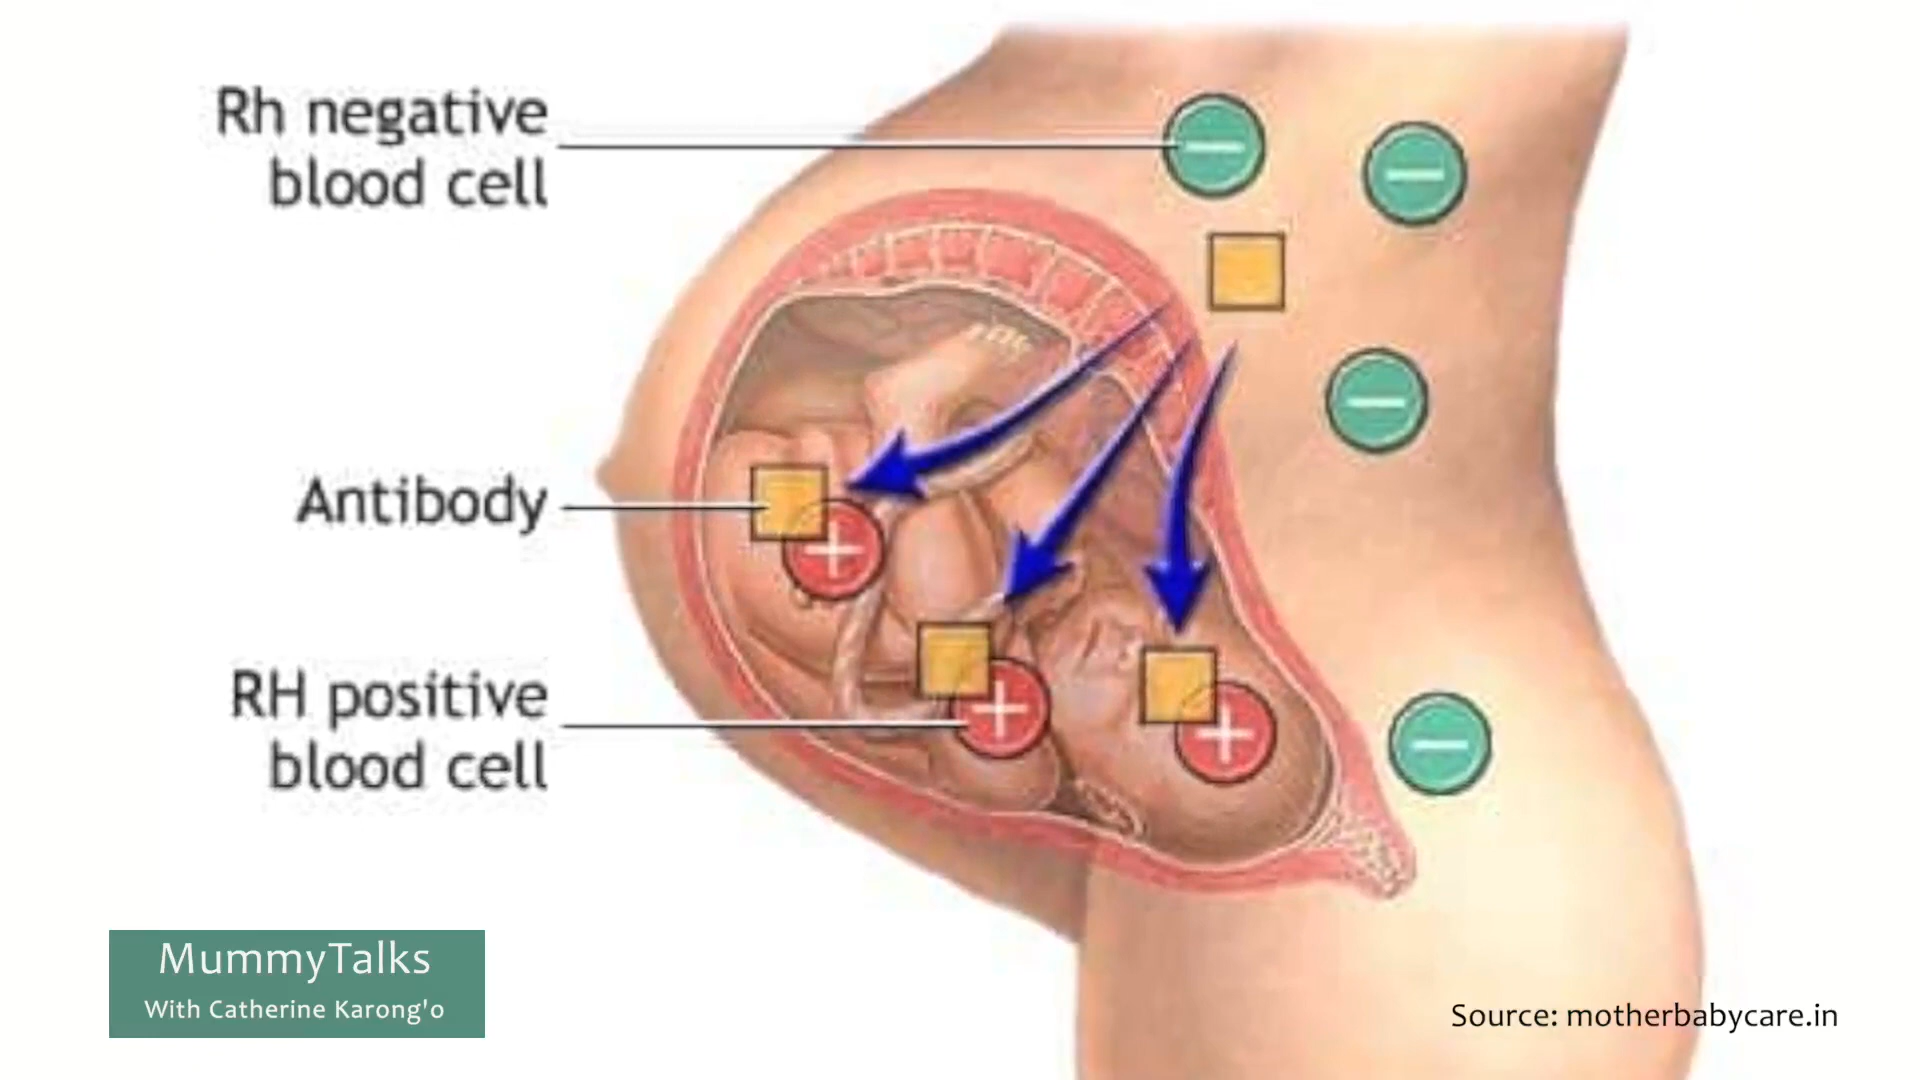 Rh negative
blood cell
Antibody
RH positive
blood cell
MummyTalks
With Catherine Karong'o
Source: motherbabycare.in